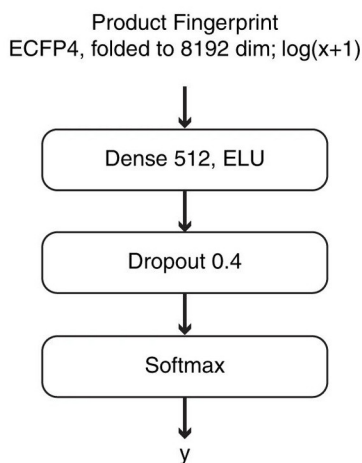 Product Fingerprint
ECFP4, folded to 8192 dim; log(x+1)
Dense 512, ELU
Dropout 0.4
Softmax
y